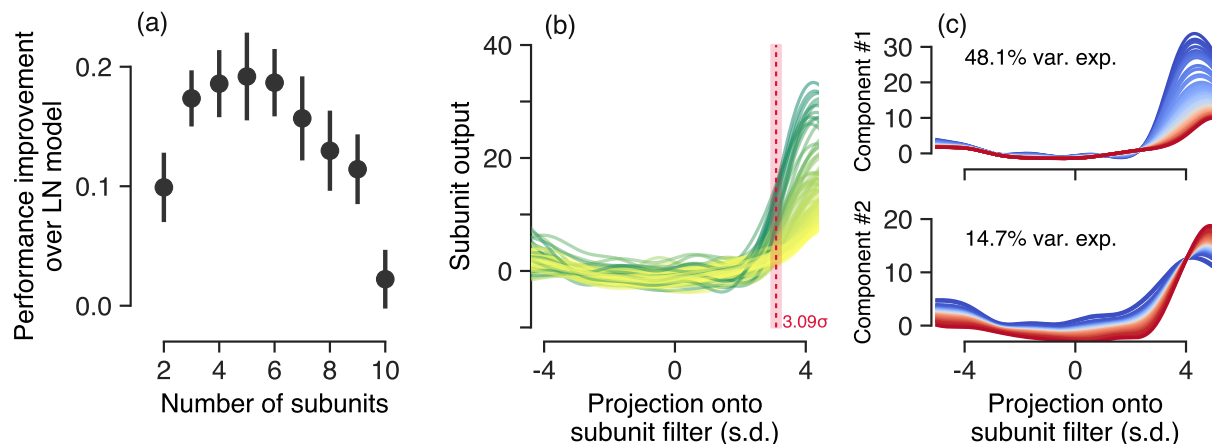 (a)
Performance improvement
over LN model
0.2
0.1
0.0
2
4
6
8
10
Number of subunits
(b)
Subunit output
40
20
0
3.09σ
-4
0
4
Projection onto
subunit filter (s.d.)
(c)
Component #1
30
20
10
0
48.1% var. exp.
Component #2
20
10
0
14.7% var. exp.
-4
0
4
Projection onto
subunit filter (s.d.)